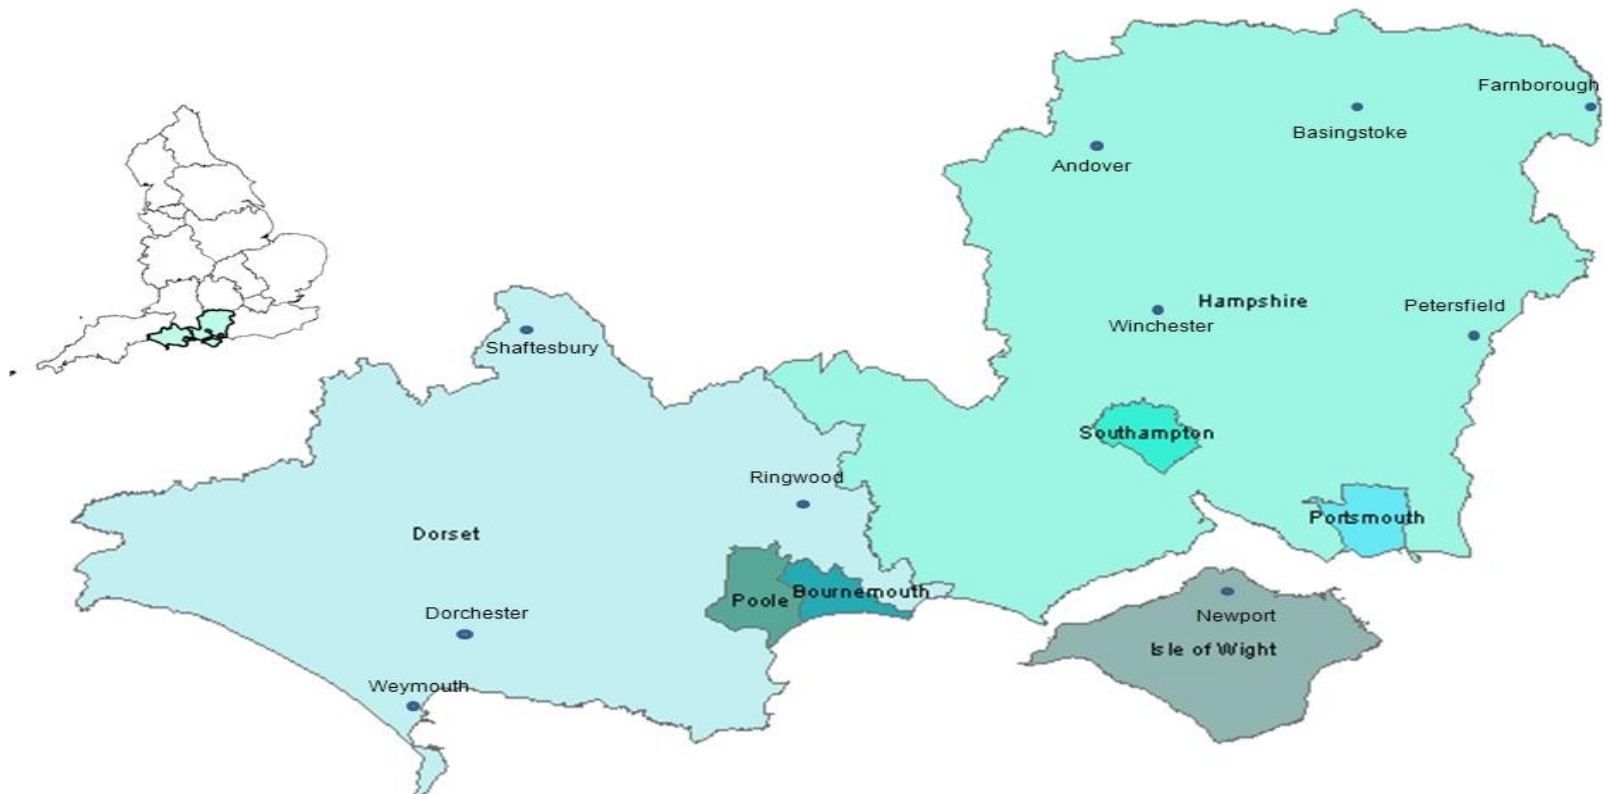 Farnborough
Basingstoke
Andover
Hampshire
Petersfield
Winchester
Shaftesbury
Southampton
Ringwood
Portsmouth
Dorset
Bournemouth
Poole
Dorchester
Newport
Isle of Wight
Weymouth